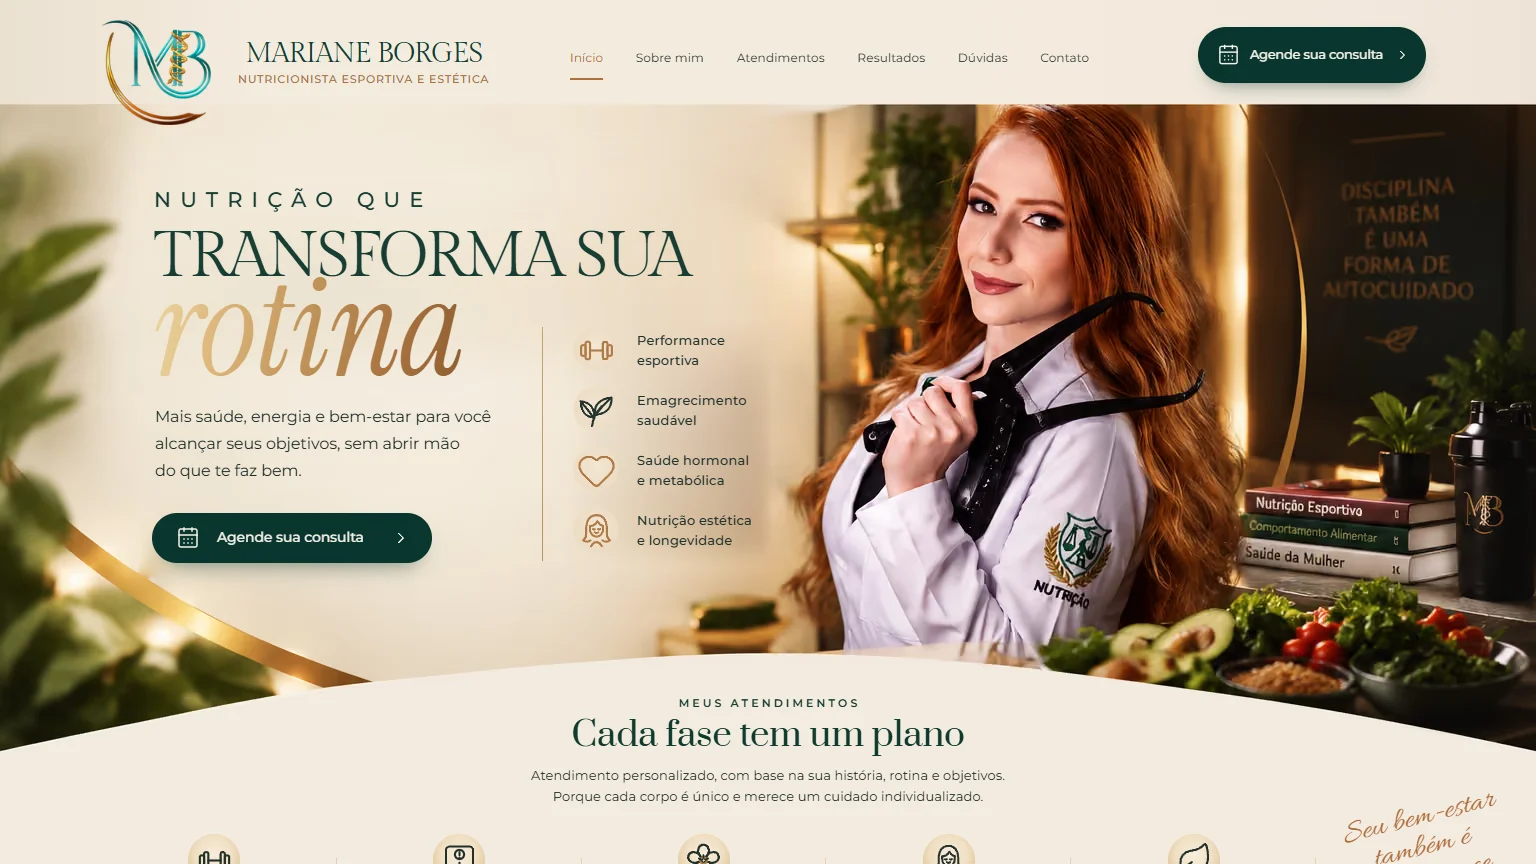 MB
MARIANE BORGES
NUTRICIONISTA ESPORTIVA E ESTÉTICA
Início
Sobre mim
Atendimentos
Resultados
Dúvidas
Contato
Agende sua consulta
NUTRIÇÃO QUE
TRANSFORMA SUA
rotina
Mais saúde, energia e bem-estar para você
alcançar seus objetivos, sem abrir mão
do que te faz bem.
Agende sua consulta
Performance
esportiva
Emagrecimento
saudável
Saúde hormonal
e metabólica
Nutrição estética
e longevidade
DISCIPLINA
TAMBÉM
É UMA
FORMA DE
AUTOCUIDADO
Nutrição Esportiva
Comportamento Alimentar
Saúde da Mulher
MB
NUTRIÇÃO
MEUS ATENDIMENTOS
Cada fase tem um plano
Atendimento personalizado, com base na sua história, rotina e objetivos.
Porque cada corpo é único e merece um cuidado individualizado.
Seu bem-estar
também é